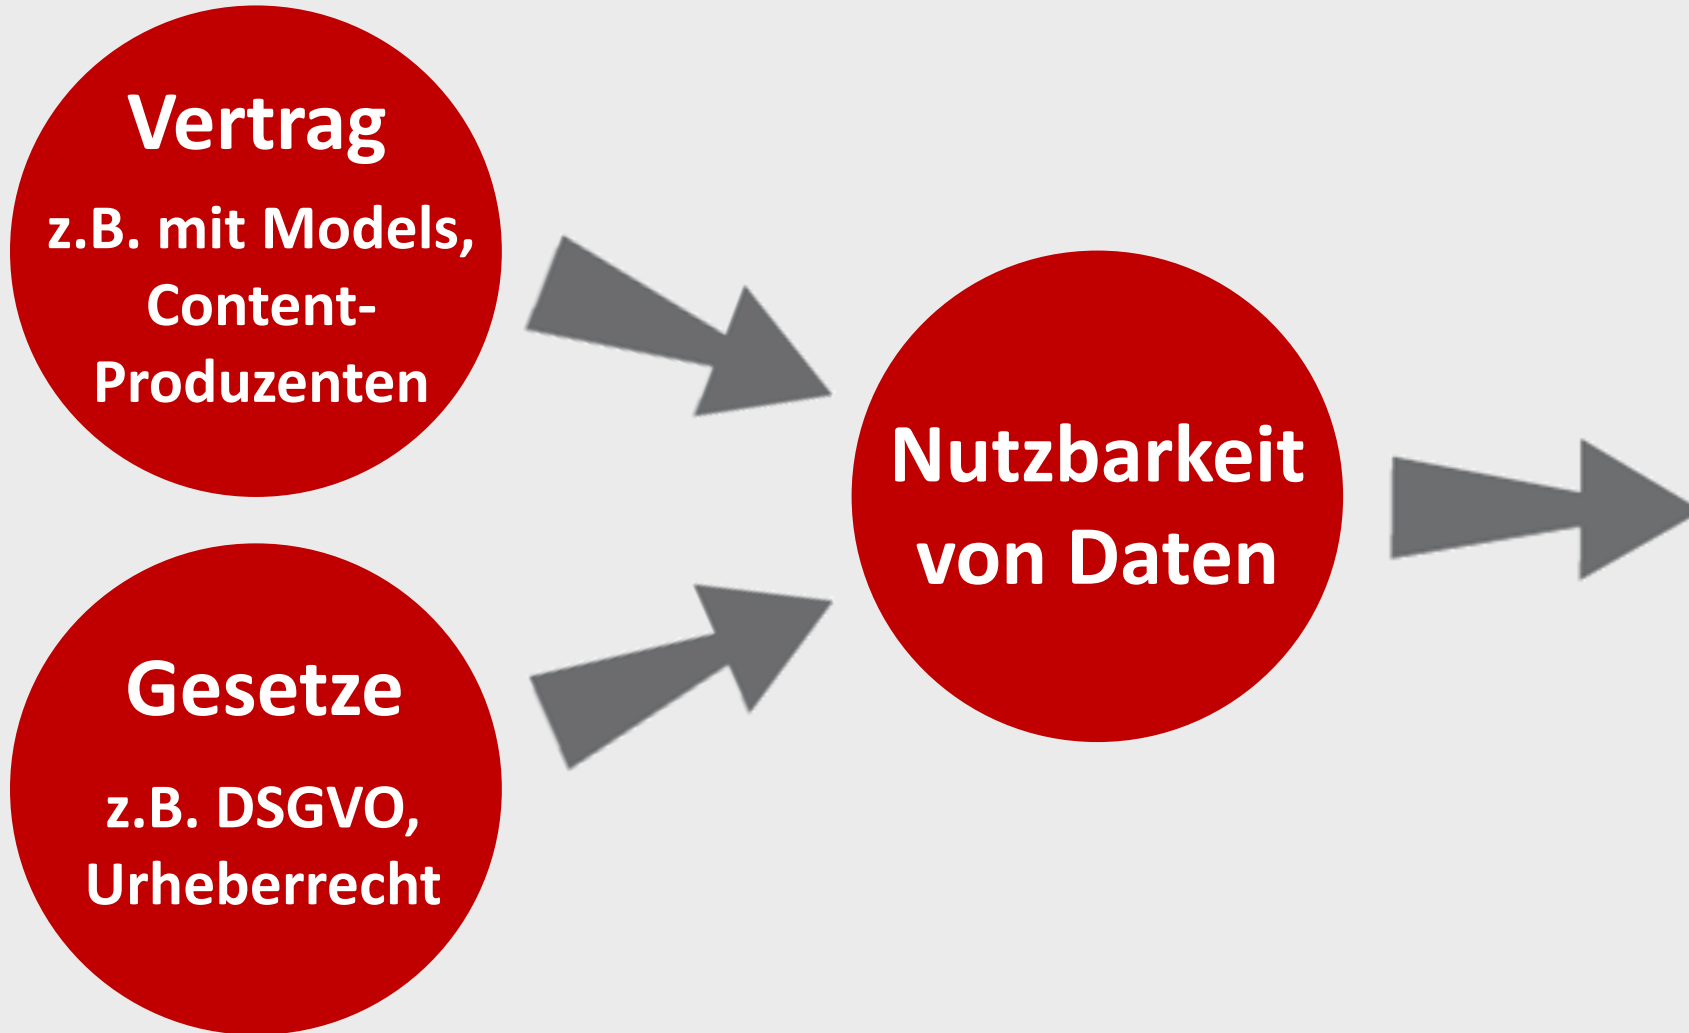 Vertrag
z.B. mit Models,
Content-
Produzenten
Gesetze
z.B. DSGVO,
Urheberrecht
Nutzbarkeit
von Daten